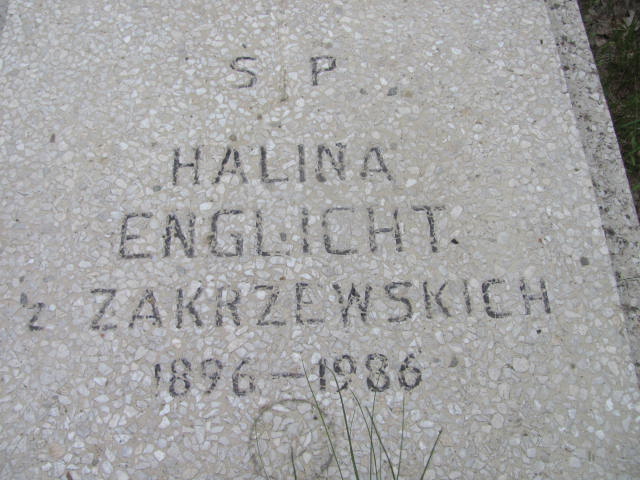 S P
HALINA
ENGLICHT
z ZAKRZEWSKICH
1896-1986